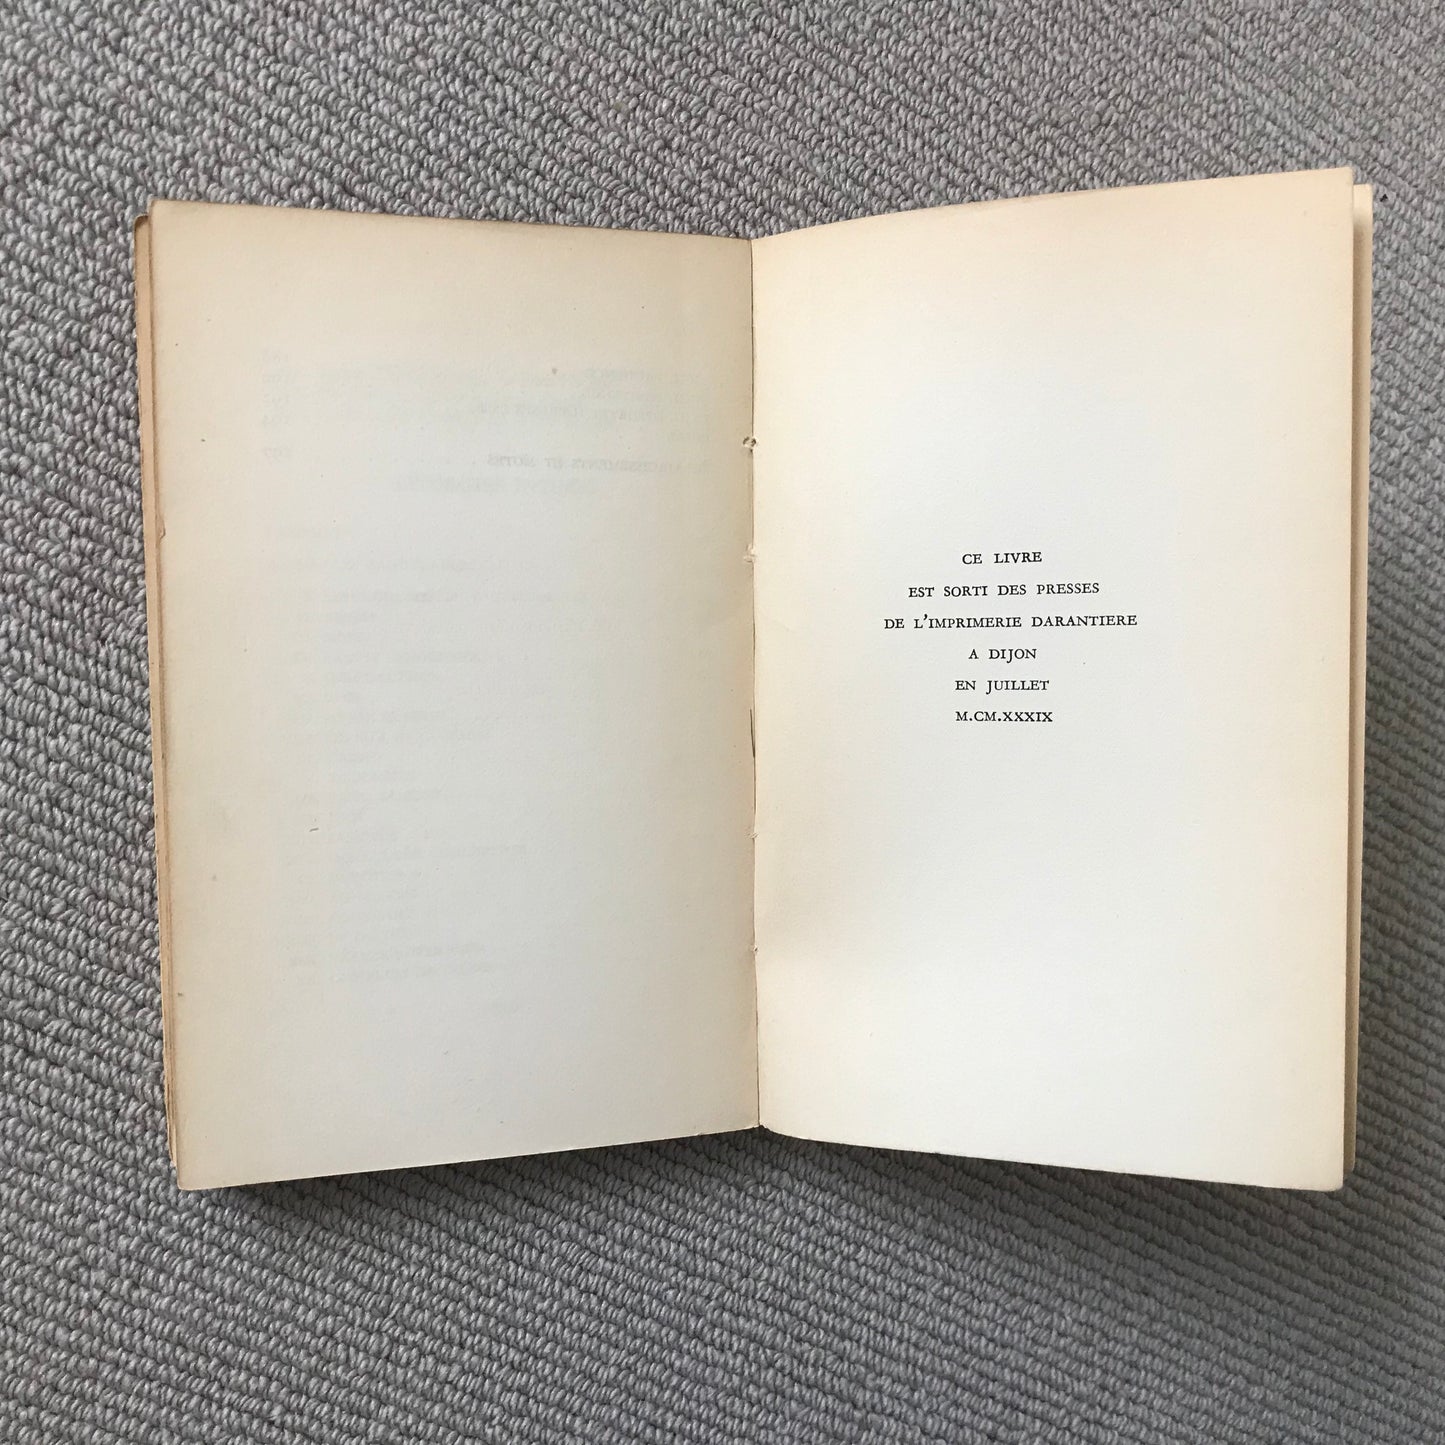 CE LIVRE
EST SORTI DES PRESSES
DE L'IMPRIMERIE DARANTIERE
A DIJON
EN JUILLET
M.CM.XXXIX